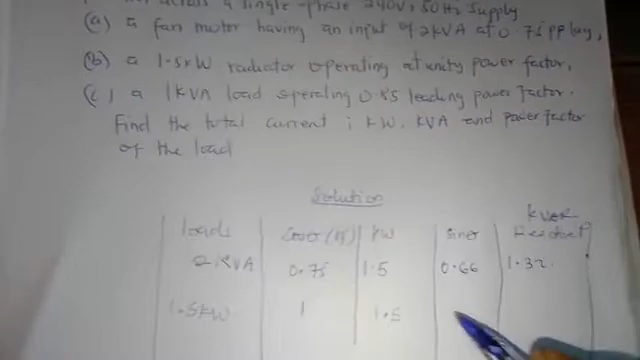 across a single-phase 240V, 50Hz supply
(a) a fan motor having an input of 2kVA at 0.75 pf lag,
(b) a 1.5kW radiator operating at unity power factor,
(c) a 1kVA load operating 0.85 leading power factor.
Find the total current ; kW, kVA and power factor
of the load
Solution
loads kW kVAR
2kVA 0.75 1.5 0.66 1.32
1.5kW 1 1.5